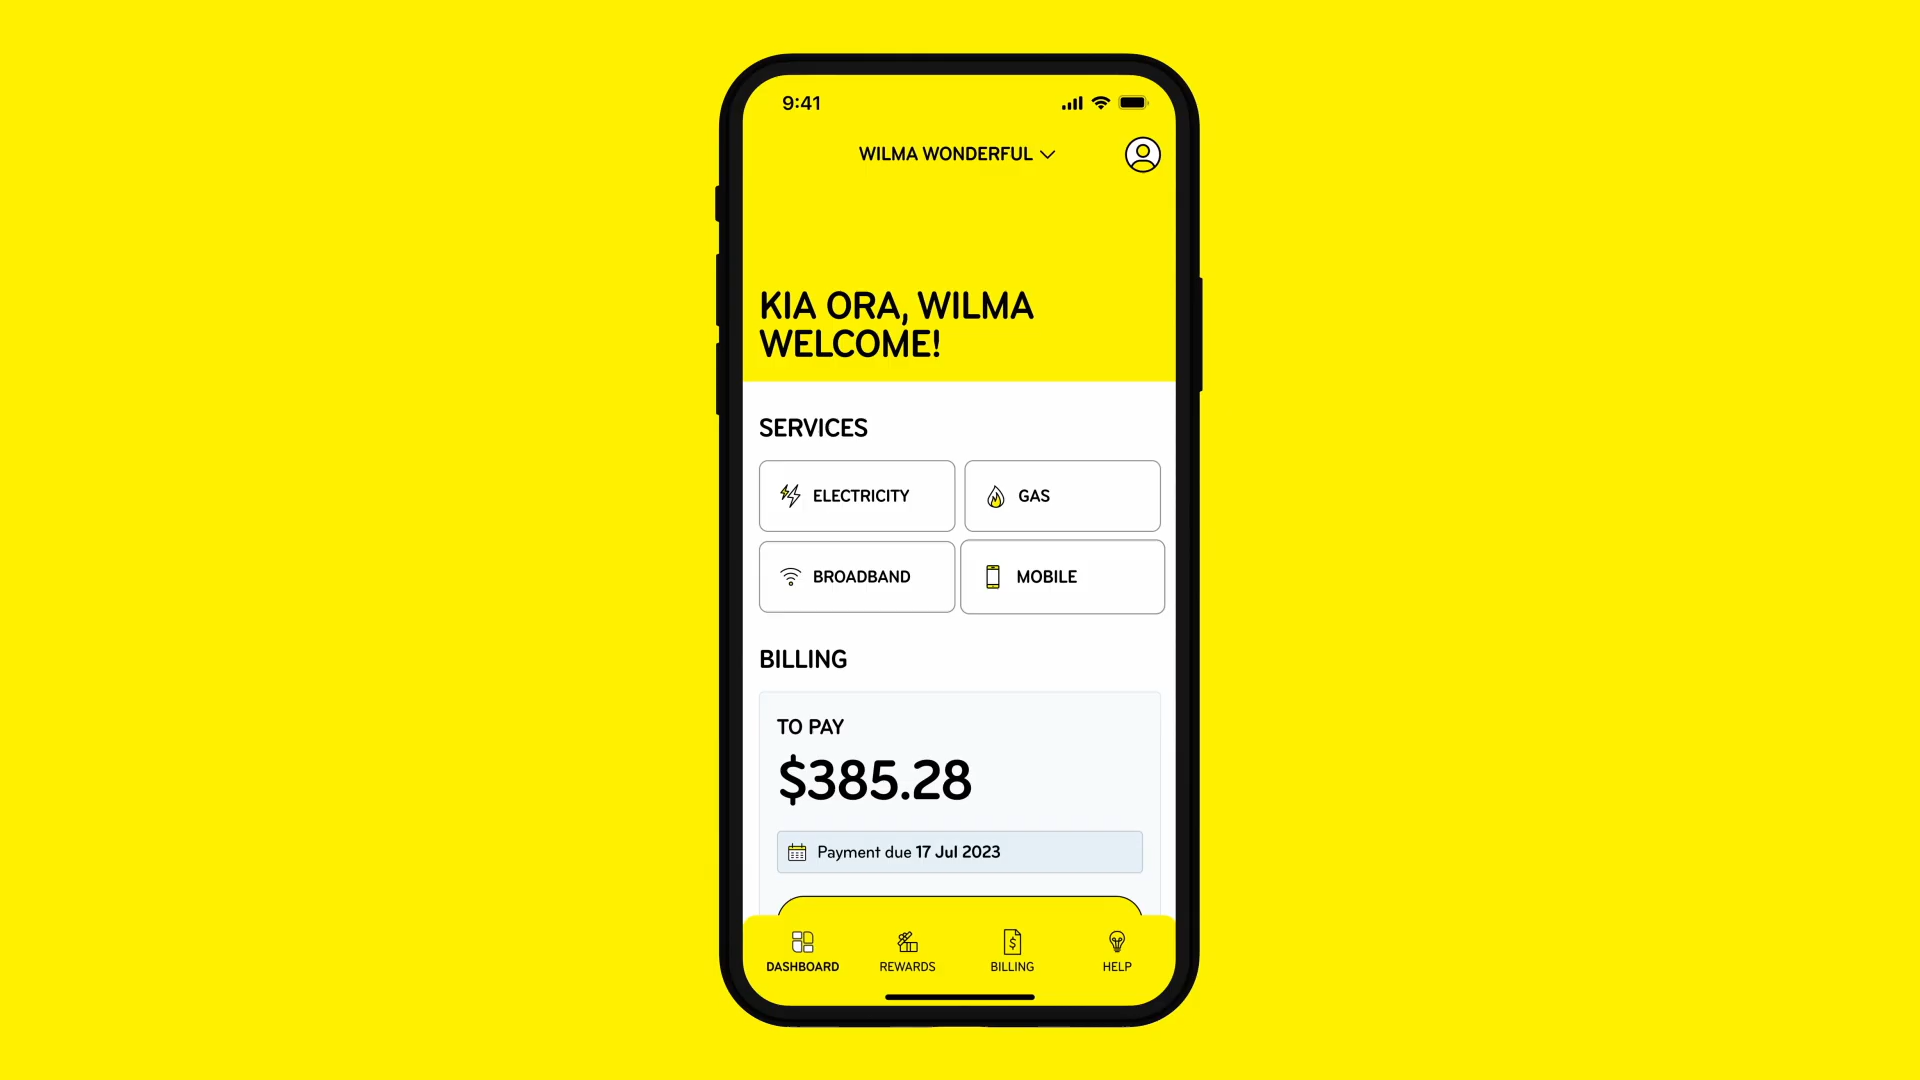 9:41
WILMA WONDERFUL
KIA ORA, WILMA
WELCOME!
SERVICES
ELECTRICITY
GAS
BROADBAND
MOBILE
BILLING
TO PAY
$385.28
Payment due 17 Jul 2023
DASHBOARD
REWARDS
BILLING
HELP